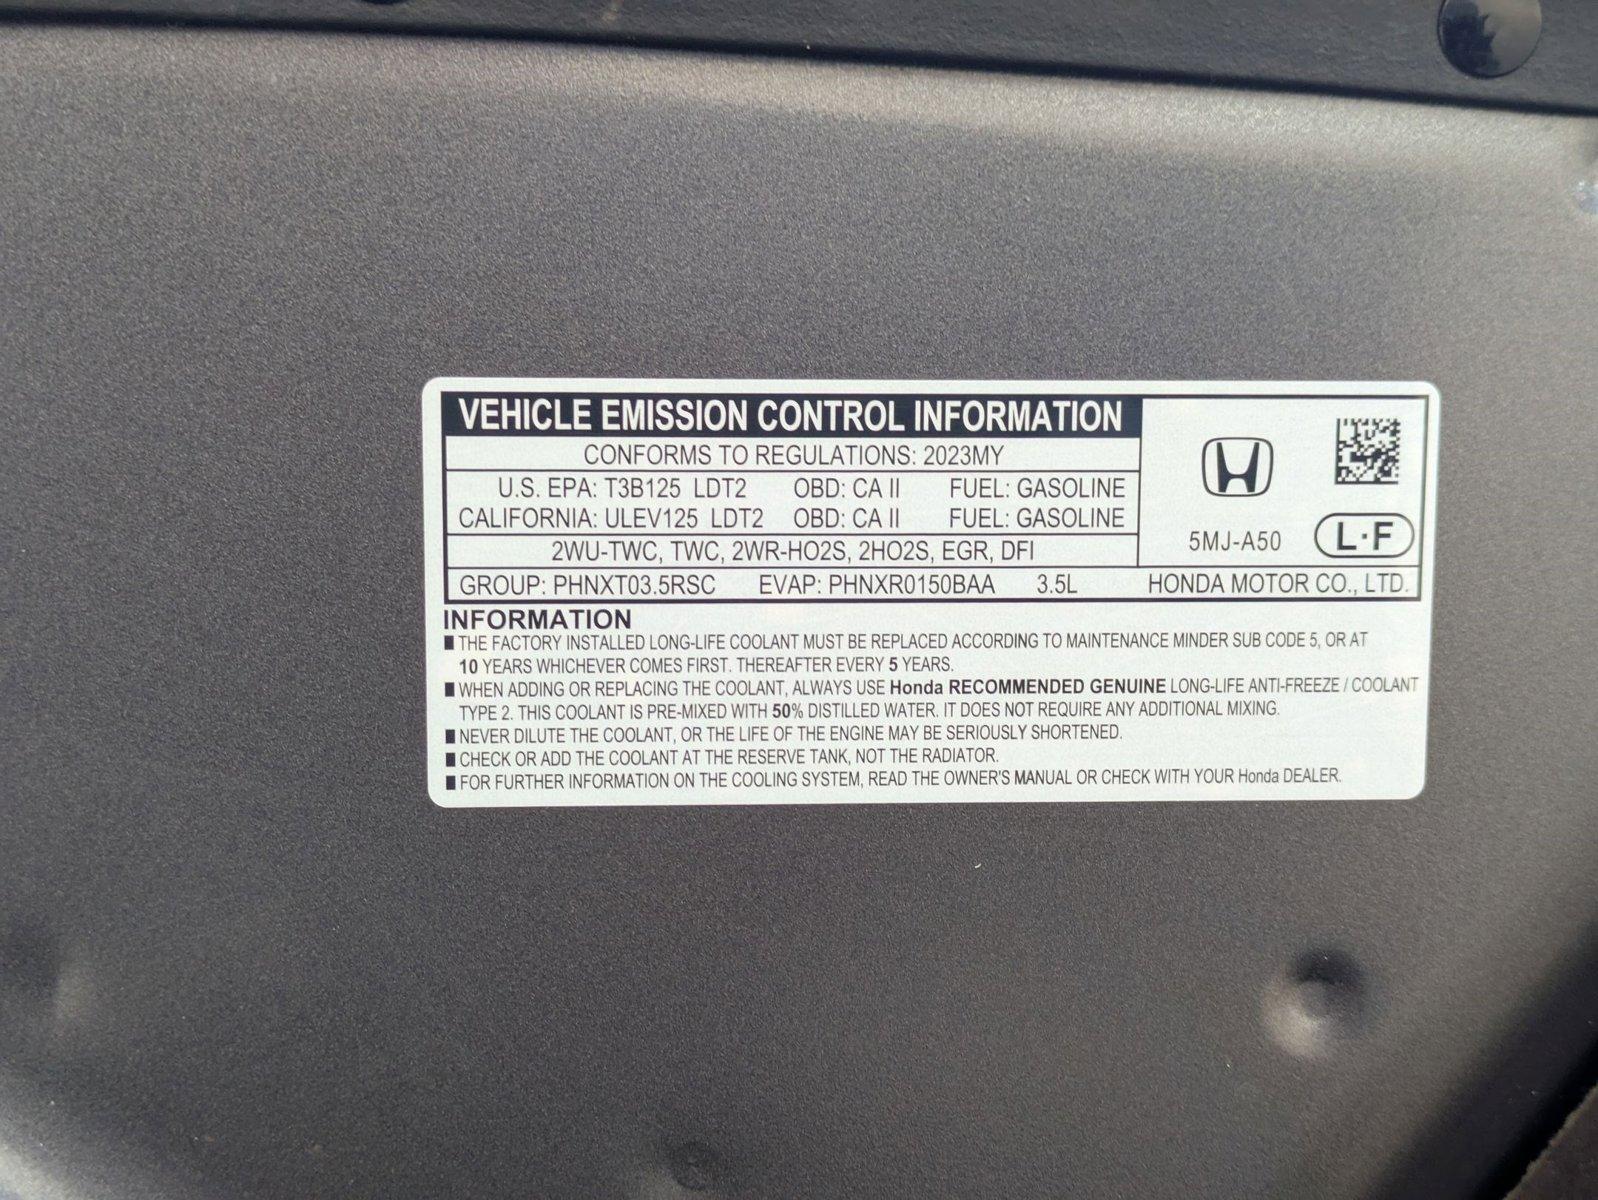 VEHICLE EMISSION CONTROL INFORMATION
CONFORMS TO REGULATIONS: 2023MY
U.S. EPA: T3B125 LDT2 OBD: CA II FUEL: GASOLINE
CALIFORNIA: ULEV125 LDT2 OBD: CA II FUEL: GASOLINE
2WU-TWC, TWC, 2WR-HO2S, 2HO2S, EGR, DFI
5MJ-A50 L·F
GROUP: PHNXT03.5RSC EVAP: PHNXR0150BAA 3.5L HONDA MOTOR CO., LTD.
INFORMATION
■ THE FACTORY INSTALLED LONG-LIFE COOLANT MUST BE REPLACED ACCORDING TO MAINTENANCE MINDER SUB CODE 5, OR AT
10 YEARS WHICHEVER COMES FIRST. THEREAFTER EVERY 5 YEARS.
■ WHEN ADDING OR REPLACING THE COOLANT, ALWAYS USE Honda RECOMMENDED GENUINE LONG-LIFE ANTI-FREEZE / COOLANT
TYPE 2. THIS COOLANT IS PRE-MIXED WITH 50% DISTILLED WATER. IT DOES NOT REQUIRE ANY ADDITIONAL MIXING.
■ NEVER DILUTE THE COOLANT, OR THE LIFE OF THE ENGINE MAY BE SERIOUSLY SHORTENED.
■ CHECK OR ADD THE COOLANT AT THE RESERVE TANK, NOT THE RADIATOR.
■ FOR FURTHER INFORMATION ON THE COOLING SYSTEM, READ THE OWNER'S MANUAL OR CHECK WITH YOUR Honda DEALER.